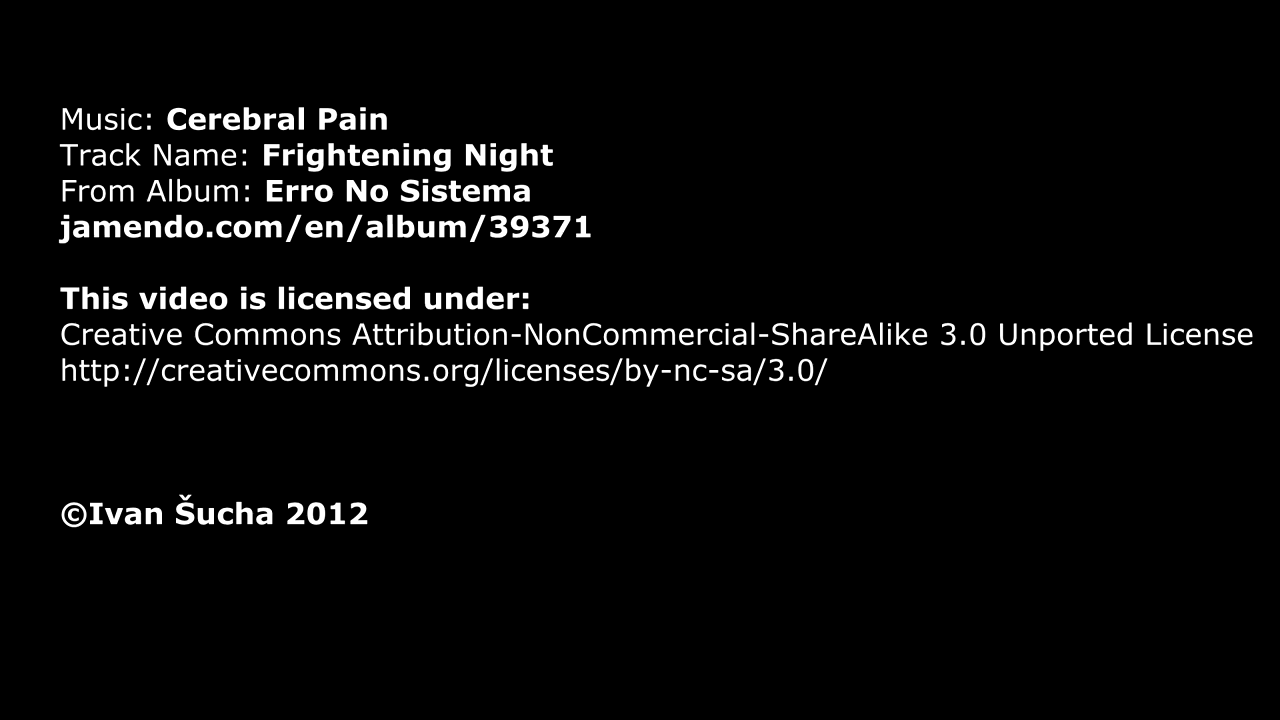 Music: Cerebral Pain
Track Name: Frightening Night
From Album: Erro No Sistema
jamendo.com/en/album/39371
This video is licensed under:
Creative Commons Attribution-NonCommercial-ShareAlike 3.0 Unported License
http://creativecommons.org/licenses/by-nc-sa/3.0/
©Ivan Šucha 2012